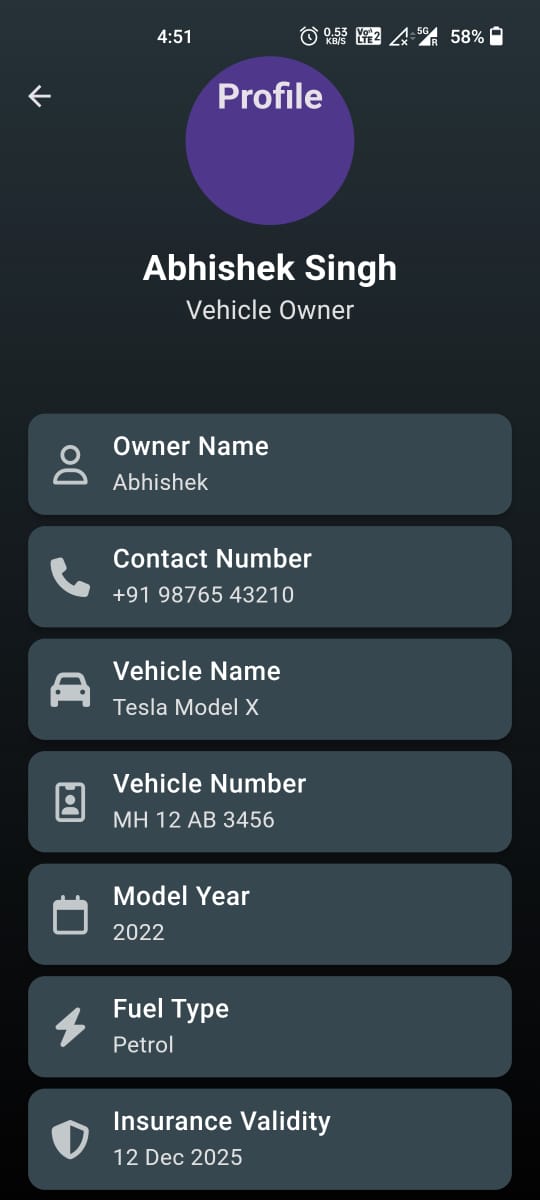 4:51 0.53 KB/S Vo LTE 2 5G R 58%
Profile
Abhishek Singh
Vehicle Owner
Owner Name
Abhishek
Contact Number
+91 98765 43210
Vehicle Name
Tesla Model X
Vehicle Number
MH 12 AB 3456
Model Year
2022
Fuel Type
Petrol
Insurance Validity
12 Dec 2025